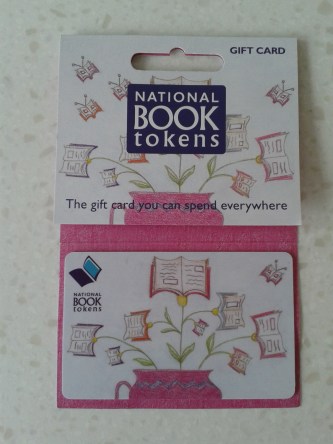 GIFT CARD
NATIONAL
BOOK
tokens
The gift card you can spend everywhere
NATIONAL
BOOK
tokens